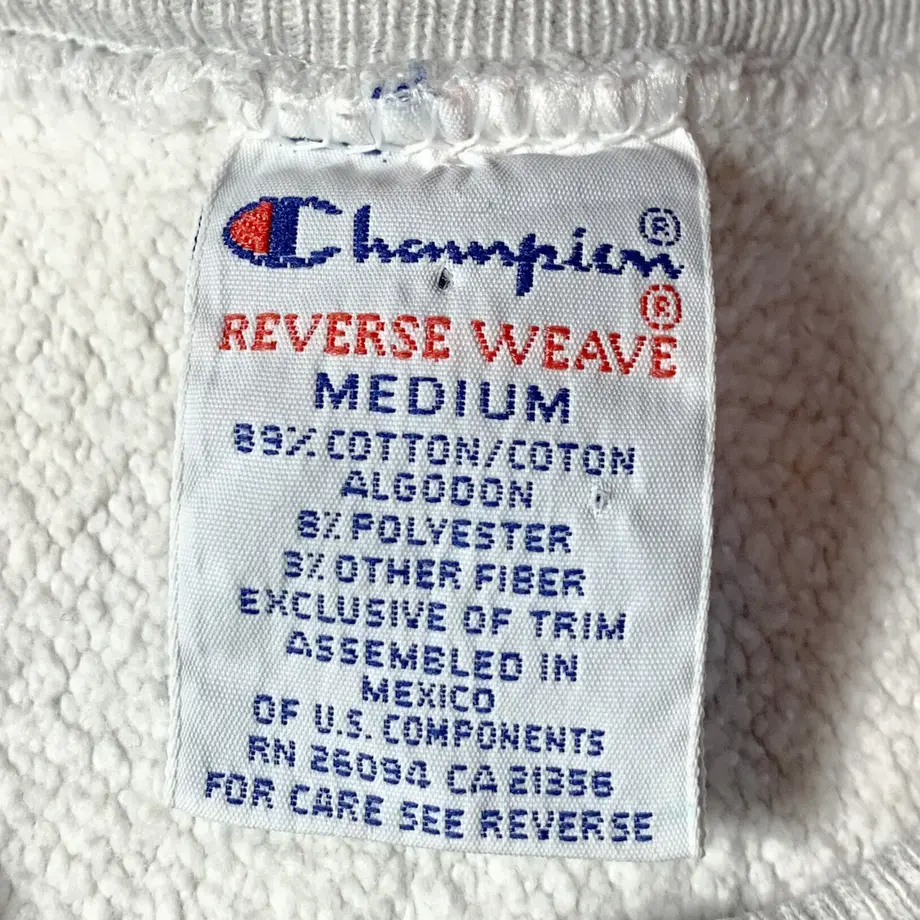 Champion®
REVERSE WEAVE®
MEDIUM
89% COTTON/COTON
ALGODON
8% POLYESTER
3% OTHER FIBER
EXCLUSIVE OF TRIM
ASSEMBLED IN
MEXICO
OF U.S. COMPONENTS
RN 26094 CA 21356
FOR CARE SEE REVERSE